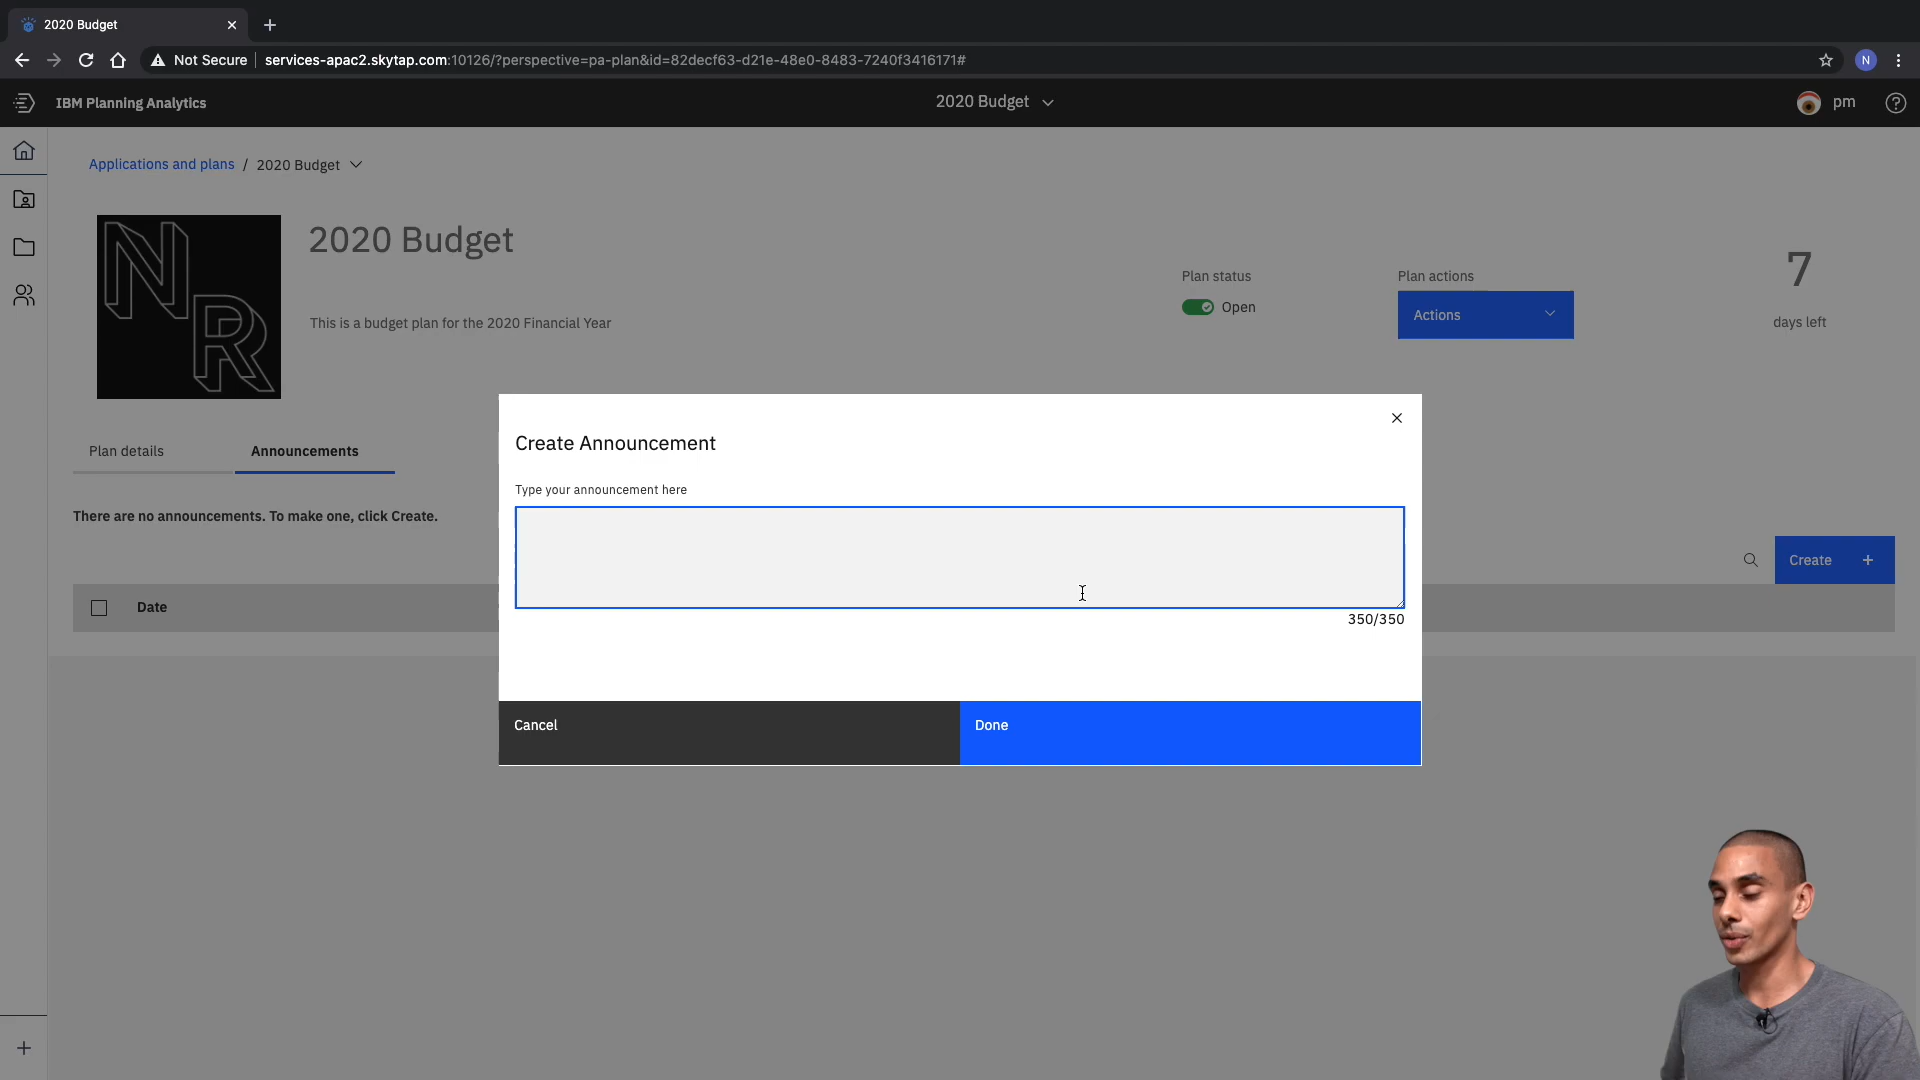 2020 Budget
Not Secure services-apac2.skytap.com:10126/?perspective=pa-plan&id=82decf63-d21e-48e0-8483-7240f3416171#
N
IBM Planning Analytics
2020 Budget
pm
Applications and plans / 2020 Budget
NR
2020 Budget
This is a budget plan for the 2020 Financial Year
Plan status
Open
Plan actions
Actions
7
days left
Plan details
Announcements
There are no announcements. To make one, click Create.
Create +
Date
Create Announcement
Type your announcement here
350/350
Cancel
Done